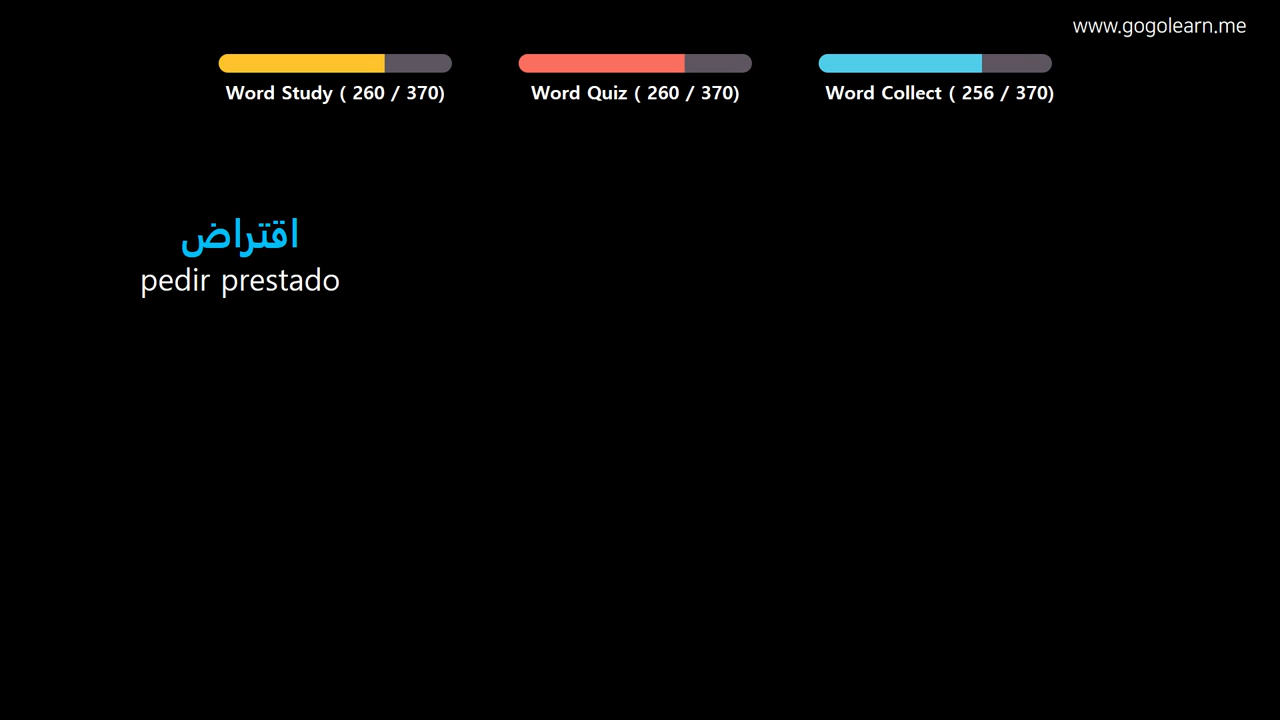 www.gogolearn.me
Word Study ( 260 / 370)
Word Quiz ( 260 / 370)
Word Collect ( 256 / 370)
اقتراض
pedir prestado